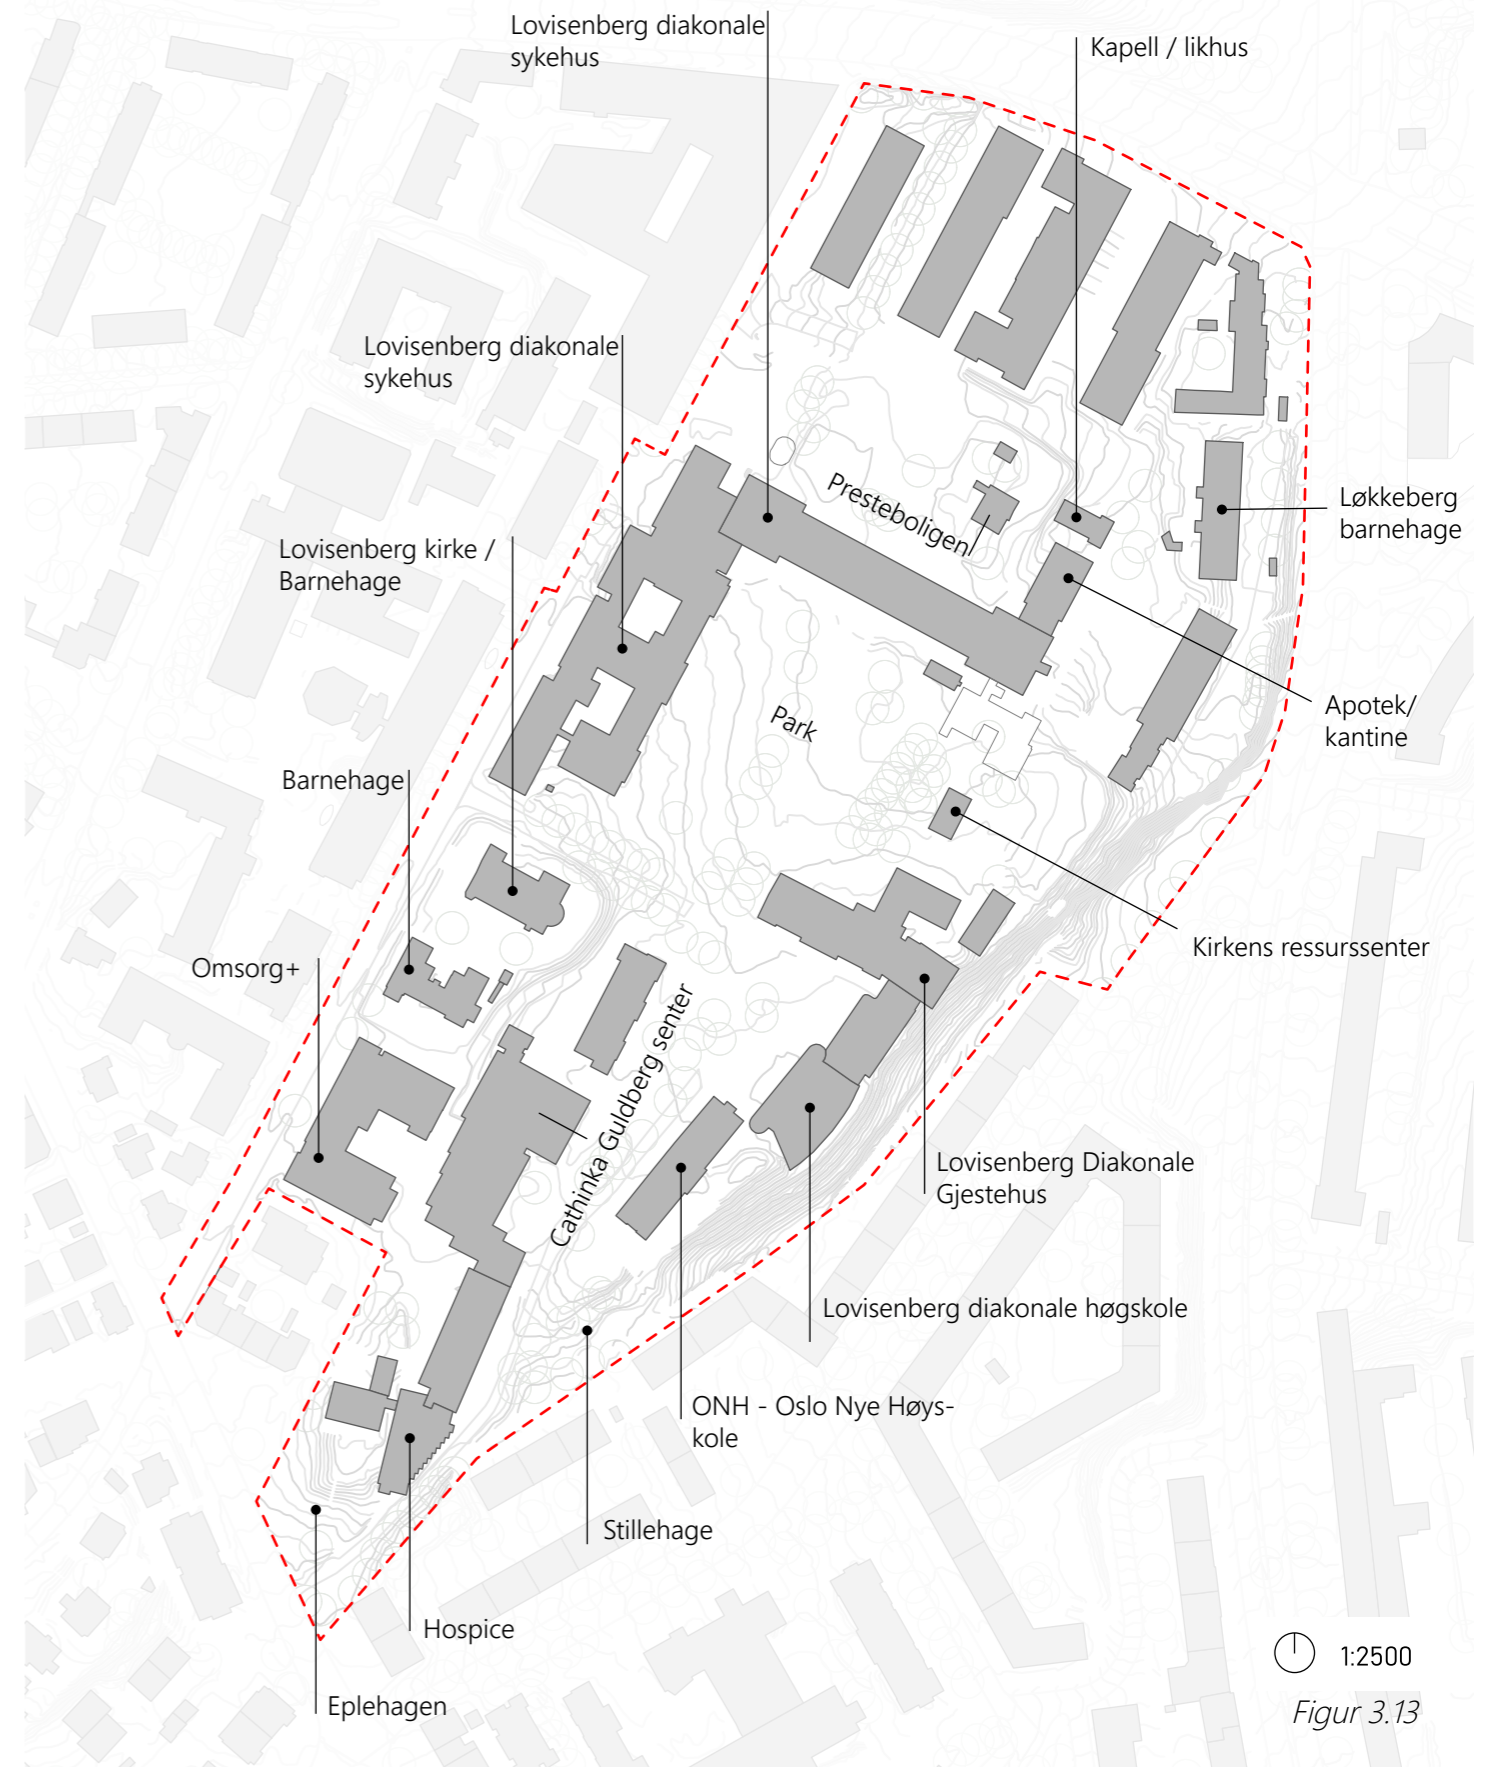 Lovisenberg diakonale
sykehus
Kapell / likhus
Lovisenberg diakonale
sykehus
Presteboligen
Løkkeberg
barnehage
Lovisenberg kirke /
Barnehage
Park
Apotek/
kantine
Barnehage
Kirkens ressurssenter
Omsorg+
Cathinka Guldberg senter
Lovisenberg Diakonale
Gjestehus
Lovisenberg diakonale høgskole
ONH - Oslo Nye Høys-
kole
Stillehage
Hospice
Eplehagen
1:2500
Figur 3.13